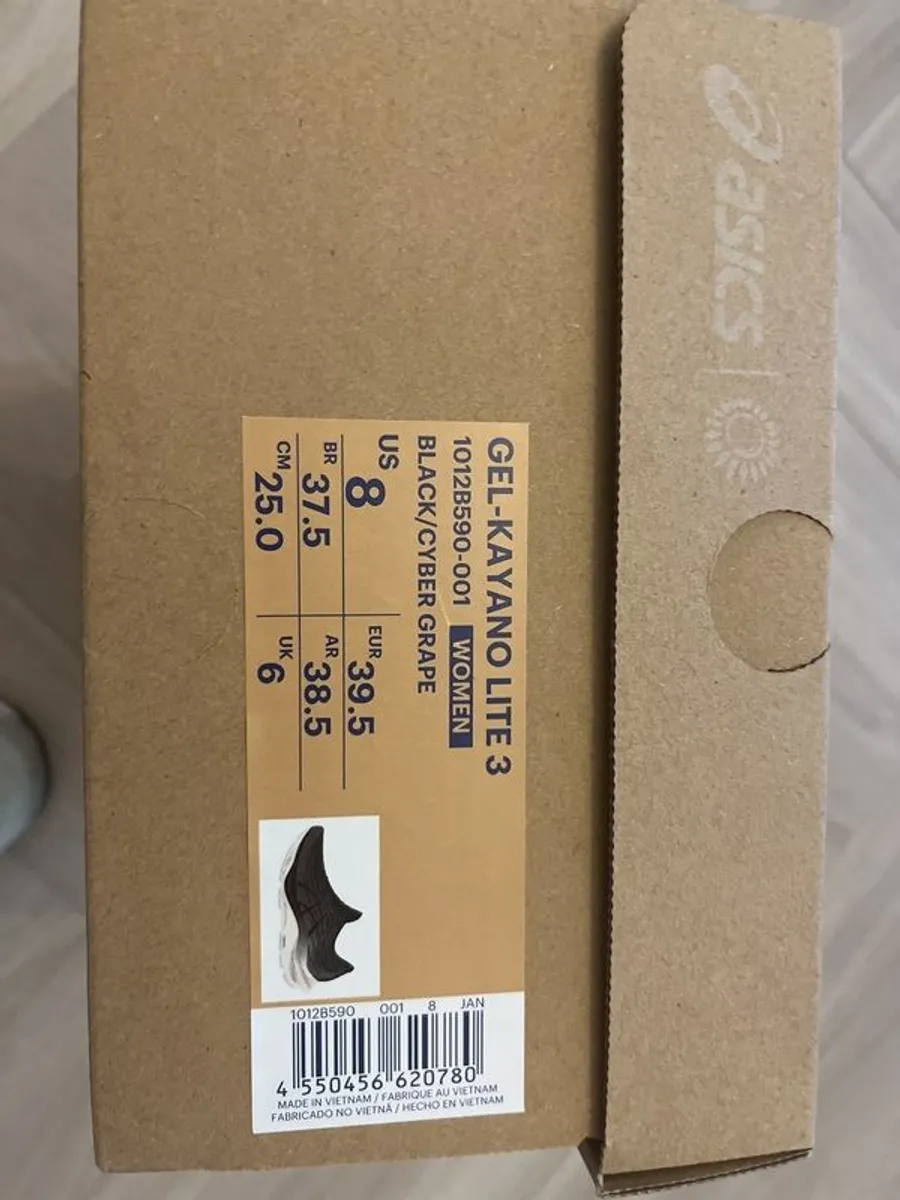 asics
GEL-KAYANO LITE 3
1012B590-001 WOMEN
BLACK/CYBER GRAPE
US 8 EUR 39.5
BR 37.5 AR 38.5
CM 25.0 UK 6
1012B590 001 8 JAN
4 550456 620780
MADE IN VIETNAM / FABRIQUE AU VIETNAM
FABRICADO NO VIETNÃ / HECHO EN VIETNAM